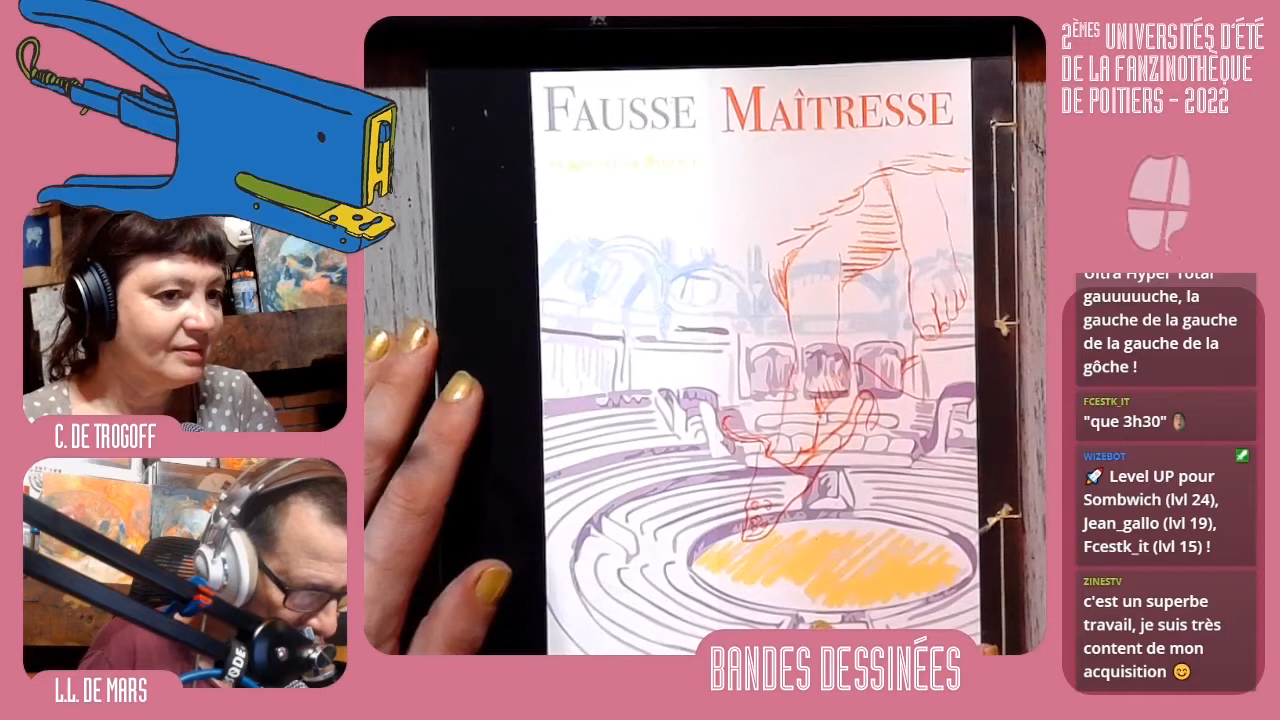 2ÈMES UNIVERSITÉS D'ÉTÉ
DE LA FANZINOTHÈQUE
DE POITIERS - 2022
FAUSSE MAÎTRESSE
C. DE TROGOFF
L.L. DE MARS
RODE
BANDES DESSINÉES
Ultra Hyper Total
gauuuuuche, la
gauche de la gauche
de la gauche de la
gôche !
FCESTK_IT
"que 3h30"
WIZEBOT
Level UP pour
Sombwich (lvl 24),
Jean_gallo (lvl 19),
Fcestk_it (lvl 15) !
ZINESTV
c'est un superbe
travail, je suis très
content de mon
acquisition